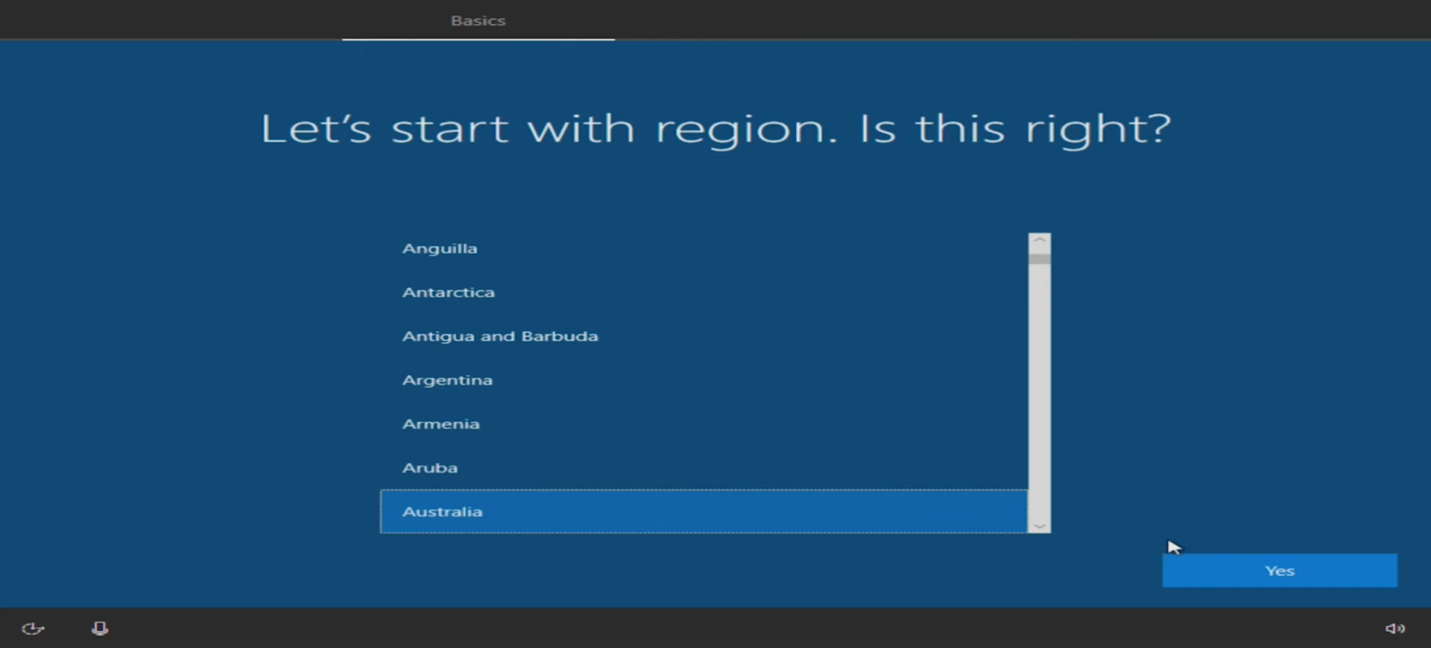 Basics
Let's start with region. Is this right?
Anguilla
Antarctica
Antigua and Barbuda
Argentina
Armenia
Aruba
Australia
Yes